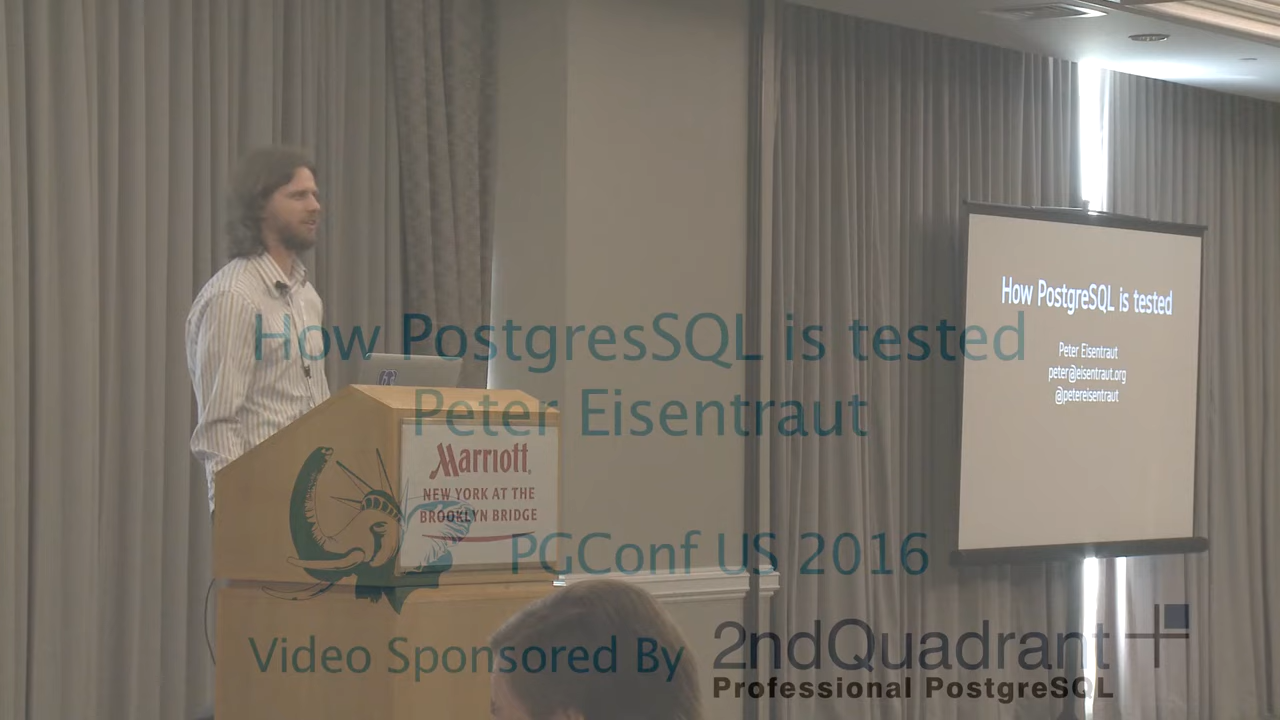 How PostgreSQL is tested
Peter Eisentraut
peter@eisentraut.org
@petereisentraut
How PostgresSQL is tested
Peter Eisentraut
Marriott
NEW YORK AT THE
BROOKLYN BRIDGE
PGConf US 2016
Video Sponsored By 2ndQuadrant
Professional PostgreSQL